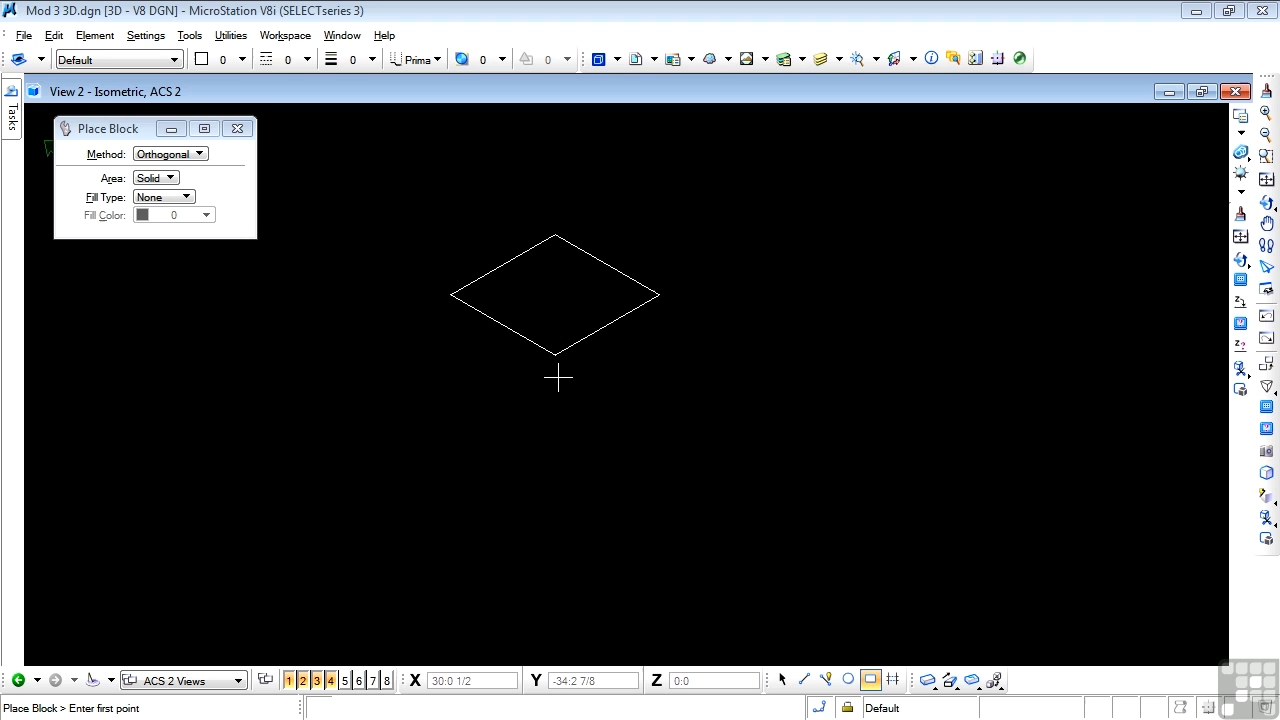 Mod 3 3D.dgn [3D - V8 DGN] - MicroStation V8i (SELECTseries 3)
File Edit Element Settings Tools Utilities Workspace Window Help
Default 0 0 0 Prima 0 0
View 2 - Isometric, ACS 2
Tasks
Place Block
Method: Orthogonal
Area: Solid
Fill Type: None
Fill Color: 0
ACS 2 Views 1 2 3 4 5 6 7 8 X 30:0 1/2 Y -34:2 7/8 Z 0:0
Place Block > Enter first point Default